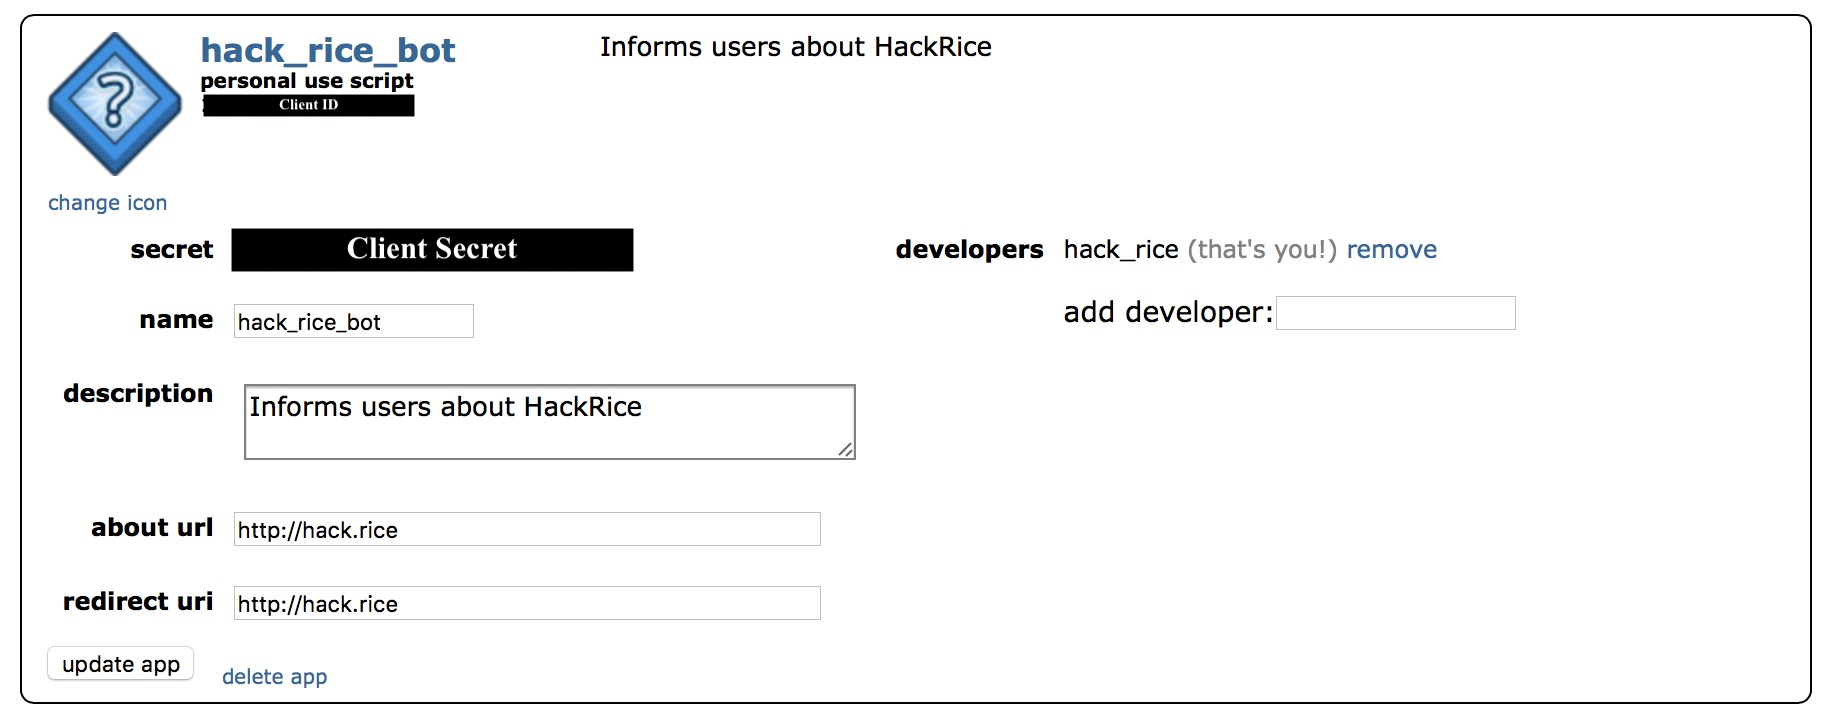 hack_rice_bot
Informs users about HackRice
personal use script
Client ID
change icon
secret Client Secret
developers hack_rice (that's you!) remove
name hack_rice_bot
add developer:
description Informs users about HackRice
about url http://hack.rice
redirect uri http://hack.rice
update app delete app